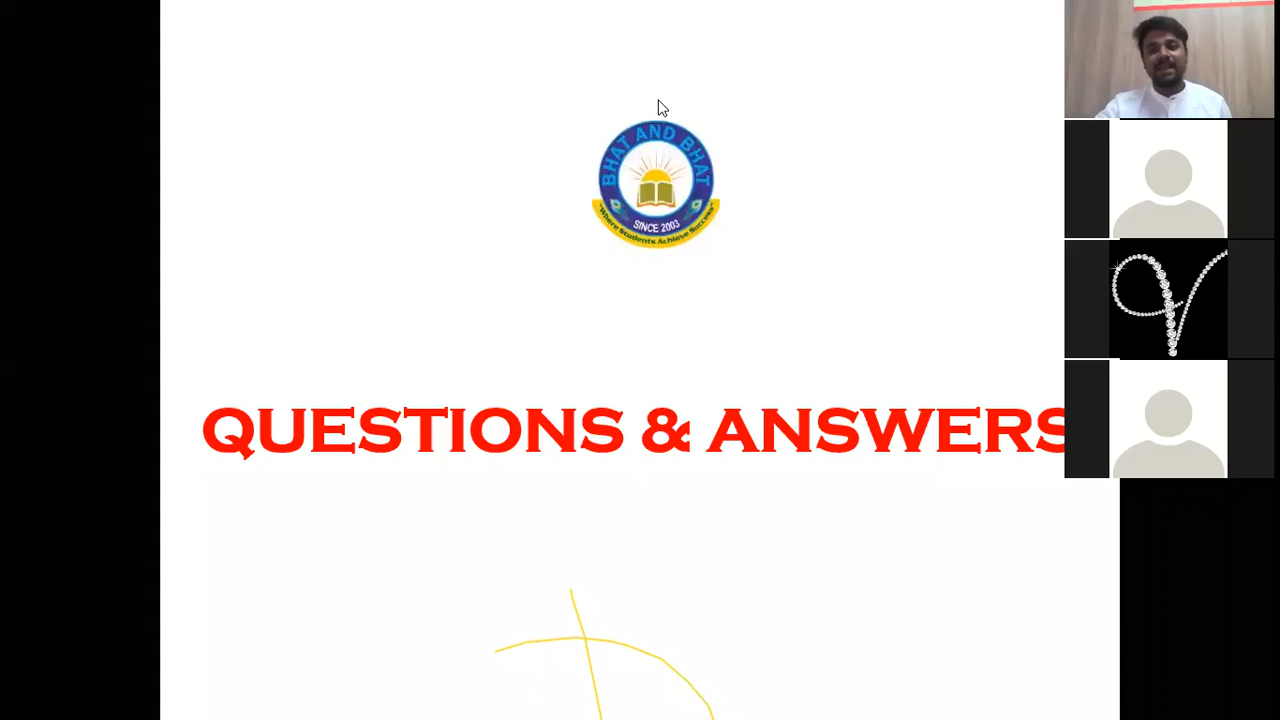 BHAT AND BHAT
SINCE 2003
"Where Students Achieve Success"
QUESTIONS & ANSWERS